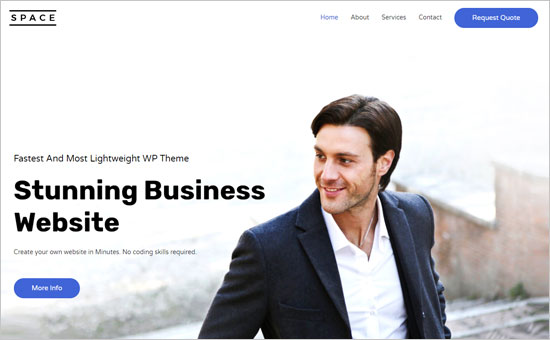 SPACE
Home About Services Contact Request Quote
Fastest And Most Lightweight WP Theme
Stunning Business
Website
Create your own website in Minutes. No coding skills required.
More Info